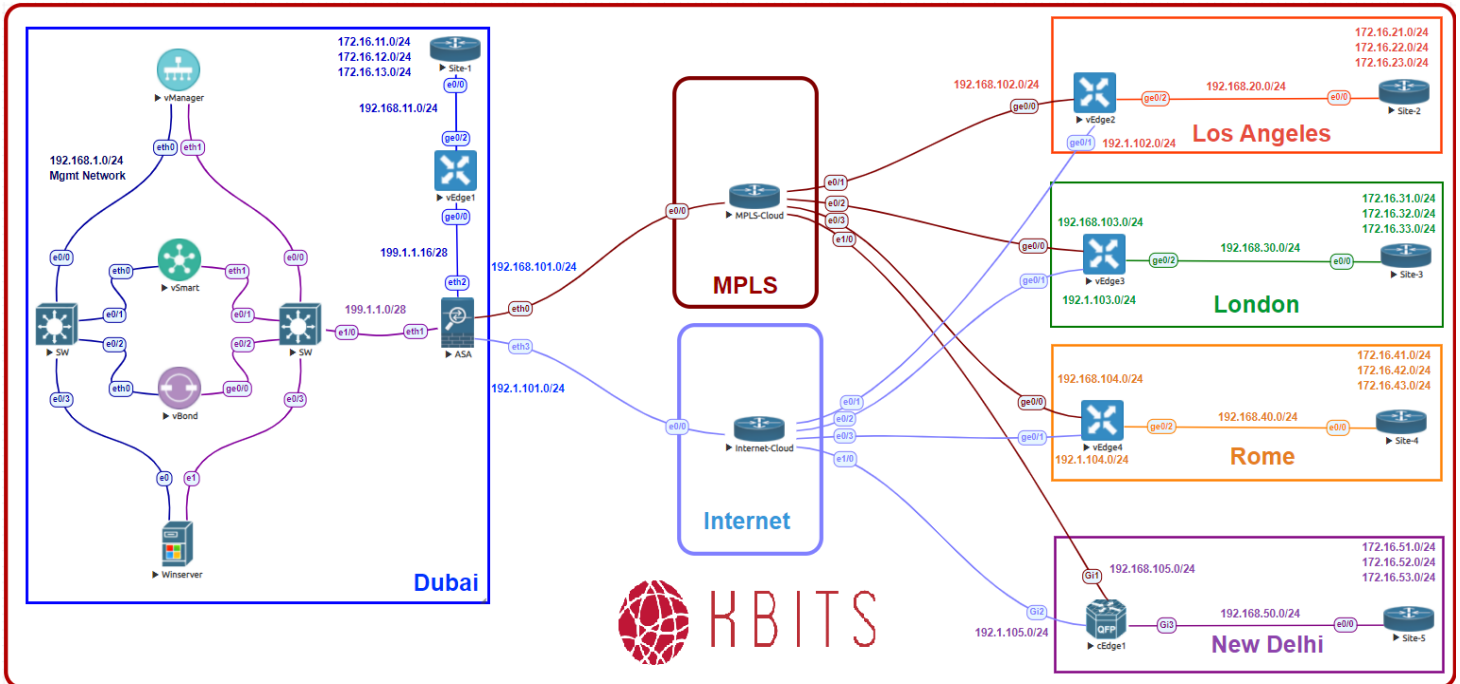 172.16.11.0/24
172.16.12.0/24
172.16.13.0/24
Site-1
e0/0
192.168.11.0/24
ge0/2
vEdge1
ge0/0
199.1.1.16/28
eth2
vManager
eth0
eth1
192.168.1.0/24
Mgmt Network
e0/0
e0/0
eth0
vSmart
eth1
e0/1
e0/1
SW
SW
e0/2
e0/2
eth0
vBond
ge0/0
e0/3
e0/3
199.1.1.0/28
e1/0
eth1
ASA
192.168.101.0/24
eth0
eth3
192.1.101.0/24
e0
e1
Winserver
Dubai
e0/0
MPLS-Cloud
e0/1
e0/2
e0/3
e1/0
MPLS
e0/0
Internet-Cloud
e0/1
e0/2
e0/3
e1/0
Internet
KBITS
192.168.102.0/24
ge0/0
vEdge2
ge0/1
192.1.102.0/24
ge0/2
192.168.20.0/24
e0/0
Site-2
172.16.21.0/24
172.16.22.0/24
172.16.23.0/24
Los Angeles
192.168.103.0/24
ge0/0
vEdge3
ge0/1
192.1.103.0/24
ge0/2
192.168.30.0/24
e0/0
Site-3
172.16.31.0/24
172.16.32.0/24
172.16.33.0/24
London
192.168.104.0/24
ge0/0
vEdge4
ge0/1
192.1.104.0/24
ge0/2
192.168.40.0/24
e0/0
Site-4
172.16.41.0/24
172.16.42.0/24
172.16.43.0/24
Rome
Gi1
192.168.105.0/24
Gi2
192.1.105.0/24
QFP
cEdge1
Gi3
192.168.50.0/24
e0/0
Site-5
172.16.51.0/24
172.16.52.0/24
172.16.53.0/24
New Delhi